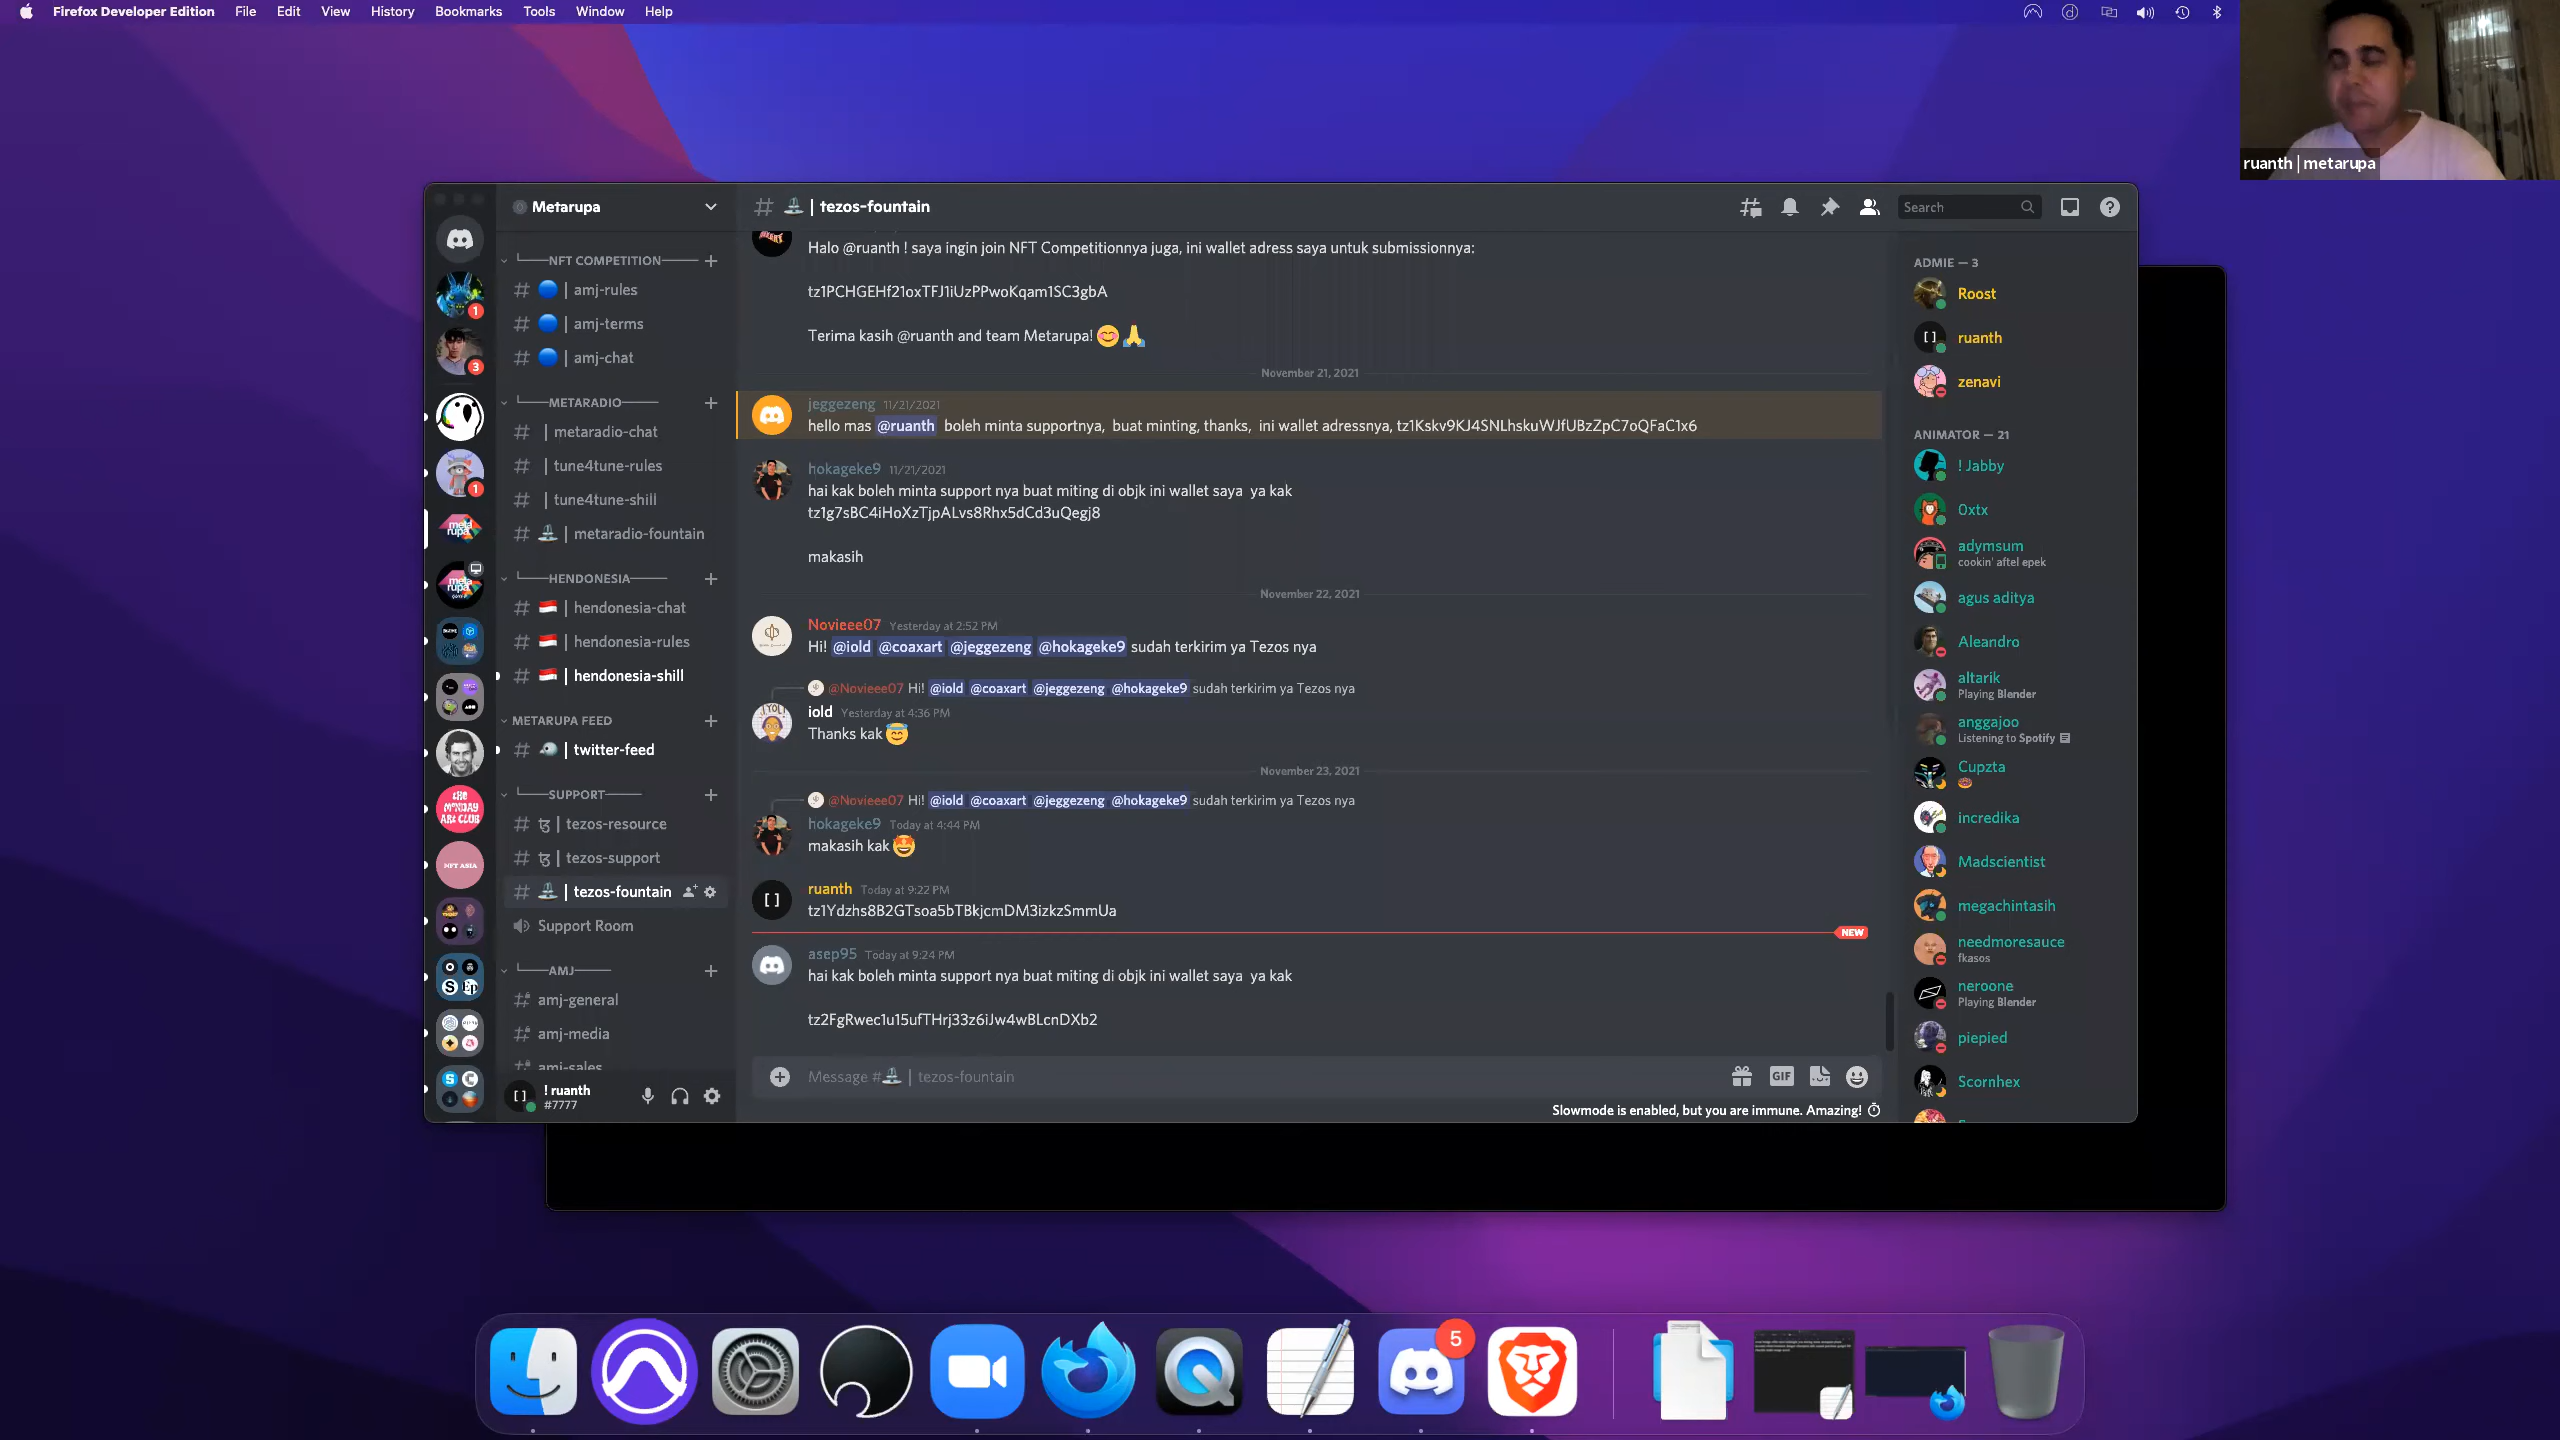 Firefox Developer Edition File Edit View History Bookmarks Tools Window Help
ruanth | metarupa
Metarupa
NFT COMPETITION
amj-rules
amj-terms
amj-chat
METARADIO
metaradio-chat
tune4tune-rules
tune4tune-shill
metaradio-fountain
HENDONESIA
hendonesia-chat
hendonesia-rules
hendonesia-shill
METARUPA FEED
twitter-feed
SUPPORT
tezos-resource
tezos-support
tezos-fountain
Support Room
AMJ
amj-general
amj-media
amj-sales
! ruanth
#7777
meta rupa
THE MONDAY ART CLUB
NFT ASIA
# | tezos-fountain
Search
Halo @ruanth ! saya ingin join NFT Competitionnya juga, ini wallet adress saya untuk submissionnya:
tz1PCHGEHf21oxTFJ1iUzPPwoKqam1SC3gbA
Terima kasih @ruanth and team Metarupa! 😊🙏
November 21, 2021
jeggezeng 11/21/2021
hello mas @ruanth boleh minta supportnya, buat minting, thanks, ini wallet adressnya, tz1Kskv9KJ4SNLhskuWJfUBzZpC7oQFaC1x6
hokageke9 11/21/2021
hai kak boleh minta support nya buat miting di objk ini wallet saya ya kak
tz1g7sBC4iHoXzTjpALvs8Rhx5dCd3uQegj8
makasih
November 22, 2021
Novieee07 Yesterday at 2:52 PM
Hi! @iold @coaxart @jeggezeng @hokageke9 sudah terkirim ya Tezos nya
@Novieee07 Hi! @iold @coaxart @jeggezeng @hokageke9 sudah terkirim ya Tezos nya
iold Yesterday at 4:36 PM
Thanks kak 😇
November 23, 2021
@Novieee07 Hi! @iold @coaxart @jeggezeng @hokageke9 sudah terkirim ya Tezos nya
hokageke9 Today at 4:44 PM
makasih kak 🤩
ruanth Today at 9:22 PM
tz1Ydzhs8B2GTsoa5bTBkjcmDM3izkzSmmUa
NEW
asep95 Today at 9:24 PM
hai kak boleh minta support nya buat miting di objk ini wallet saya ya kak
tz2FgRwec1u15ufTHrj33z6iJw4wBLcnDXb2
Message # | tezos-fountain
GIF
Slowmode is enabled, but you are immune. Amazing!
ADMIE — 3
Roost
ruanth
zenavi
ANIMATOR — 21
! Jabby
0xtx
adymsum
cookin' aftel epek
agus aditya
Aleandro
altarik
Playing Blender
anggajoo
Listening to Spotify
Cupzta
incredika
Madscientist
megachintasih
needmoresauce
fkasos
neroone
Playing Blender
piepied
Scornhex
5